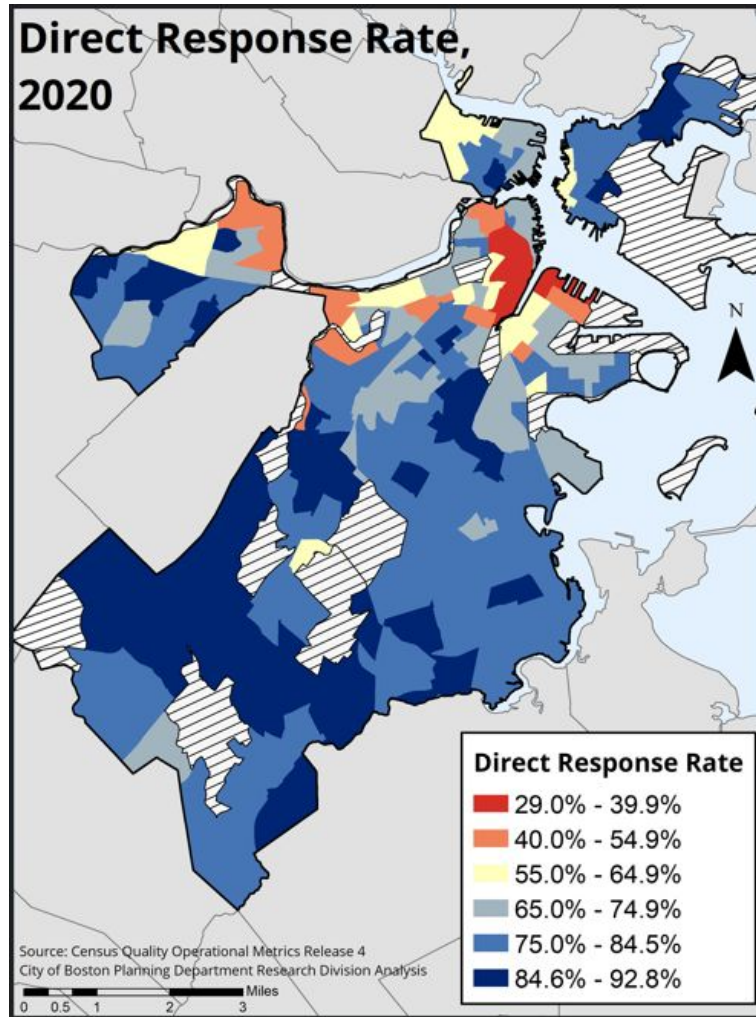 Direct Response Rate,
2020
N
Direct Response Rate
29.0% - 39.9%
40.0% - 54.9%
55.0% - 64.9%
65.0% - 74.9%
75.0% - 84.5%
84.6% - 92.8%
Source: Census Quality Operational Metrics Release 4
City of Boston Planning Department Research Division Analysis
Miles
0 0.5 1 2 3